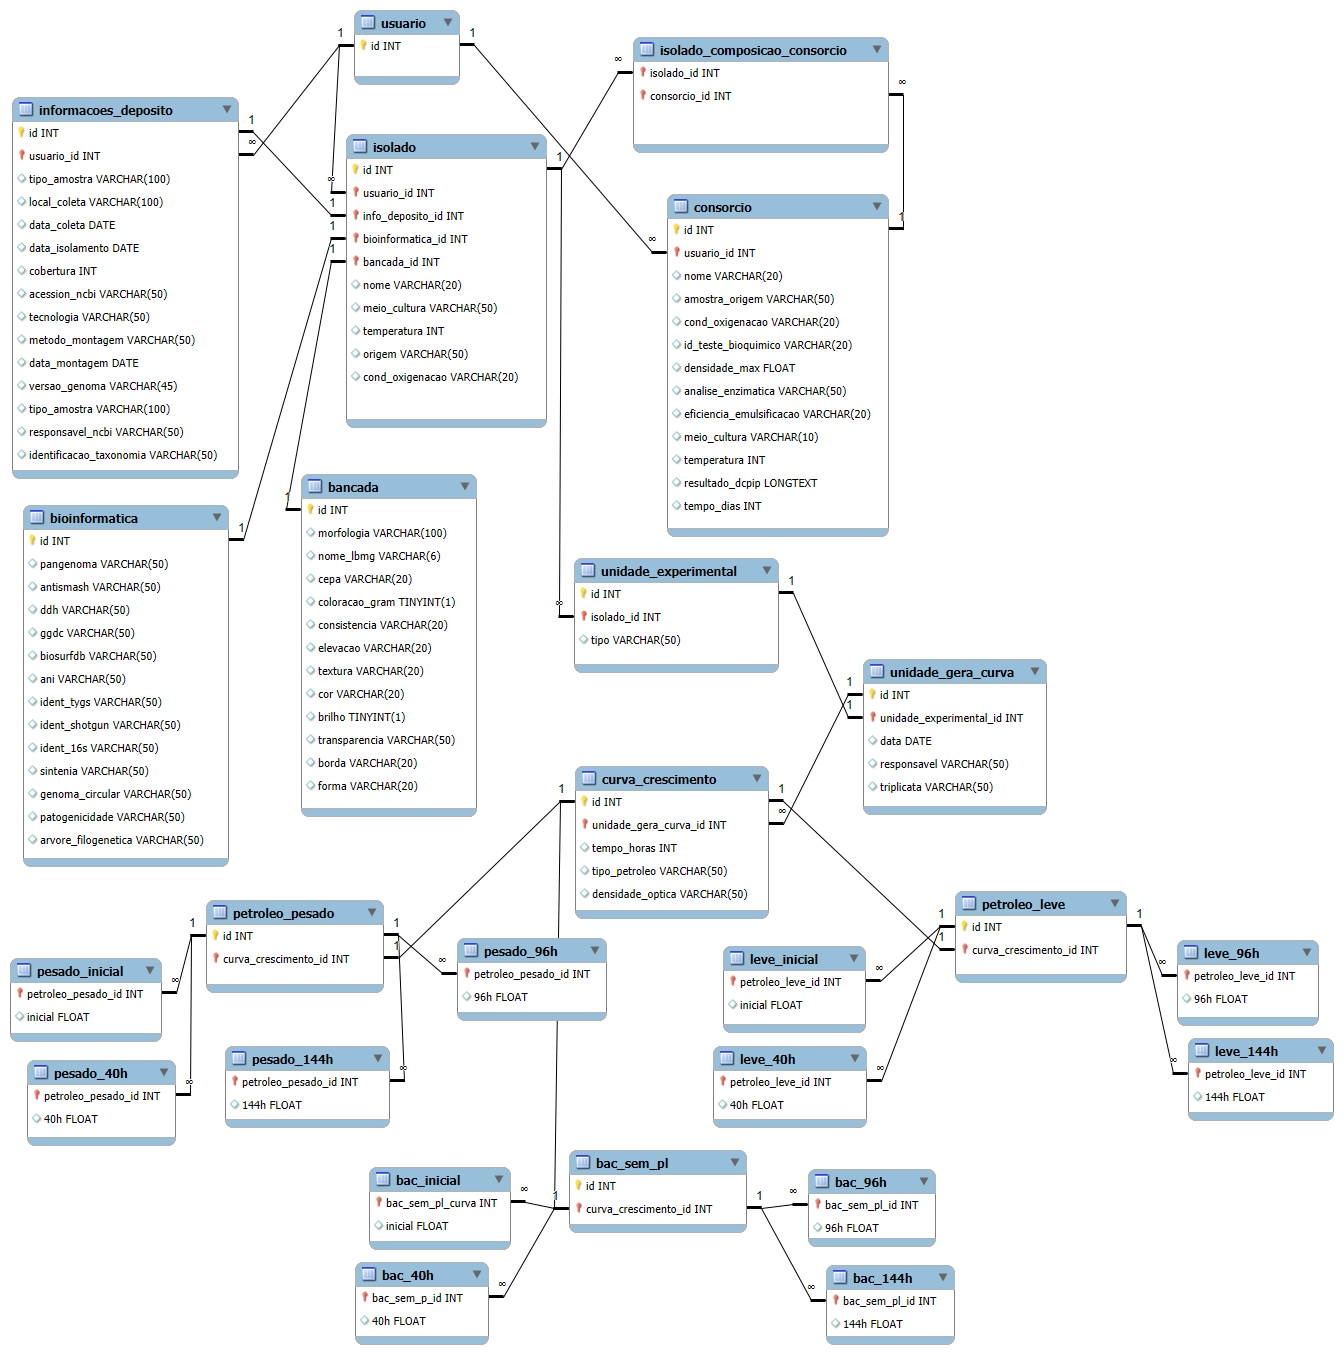 usuario
id INT
isolado_composicao_consorcio
isolado_id INT
consorcio_id INT
informacoes_deposito
id INT
usuario_id INT
tipo_amostra VARCHAR(100)
local_coleta VARCHAR(100)
data_coleta DATE
data_isolamento DATE
cobertura INT
acession_ncbi VARCHAR(50)
tecnologia VARCHAR(50)
metodo_montagem VARCHAR(50)
data_montagem DATE
versao_genoma VARCHAR(45)
tipo_amostra VARCHAR(100)
responsavel_ncbi VARCHAR(50)
identificacao_taxonomia VARCHAR(50)
isolado
id INT
usuario_id INT
info_deposito_id INT
bioinformatica_id INT
bancada_id INT
nome VARCHAR(20)
meio_cultura VARCHAR(50)
temperatura INT
origem VARCHAR(50)
cond_oxigenacao VARCHAR(20)
consorcio
id INT
usuario_id INT
nome VARCHAR(20)
amostra_origem VARCHAR(50)
cond_oxigenacao VARCHAR(20)
id_teste_bioquimico VARCHAR(20)
densidade_max FLOAT
analise_enzimatica VARCHAR(50)
eficiencia_emulsificacao VARCHAR(20)
meio_cultura VARCHAR(10)
temperatura INT
resultado_dcpip LONGTEXT
tempo_dias INT
bioinformatica
id INT
pangenoma VARCHAR(50)
antismash VARCHAR(50)
ddh VARCHAR(50)
ggdc VARCHAR(50)
biosurfdb VARCHAR(50)
ani VARCHAR(50)
ident_tygs VARCHAR(50)
ident_shotgun VARCHAR(50)
ident_16s VARCHAR(50)
sintenia VARCHAR(50)
genoma_circular VARCHAR(50)
patogenicidade VARCHAR(50)
arvore_filogenetica VARCHAR(50)
bancada
id INT
morfologia VARCHAR(100)
nome_lbmg VARCHAR(6)
cepa VARCHAR(20)
coloracao_gram TINYINT(1)
consistencia VARCHAR(20)
elevacao VARCHAR(20)
textura VARCHAR(20)
cor VARCHAR(20)
brilho TINYINT(1)
transparencia VARCHAR(50)
borda VARCHAR(20)
forma VARCHAR(20)
unidade_experimental
id INT
isolado_id INT
tipo VARCHAR(50)
unidade_gera_curva
id INT
unidade_experimental_id INT
data DATE
responsavel VARCHAR(50)
triplicata VARCHAR(50)
curva_crescimento
id INT
unidade_gera_curva_id INT
tempo_horas INT
tipo_petroleo VARCHAR(50)
densidade_optica VARCHAR(50)
petroleo_pesado
id INT
curva_crescimento_id INT
petroleo_leve
id INT
curva_crescimento_id INT
pesado_inicial
petroleo_pesado_id INT
inicial FLOAT
pesado_96h
petroleo_pesado_id INT
96h FLOAT
leve_inicial
petroleo_leve_id INT
inicial FLOAT
leve_96h
petroleo_leve_id INT
96h FLOAT
pesado_40h
petroleo_pesado_id INT
40h FLOAT
pesado_144h
petroleo_pesado_id INT
144h FLOAT
leve_40h
petroleo_leve_id INT
40h FLOAT
leve_144h
petroleo_leve_id INT
144h FLOAT
bac_inicial
bac_sem_pl_curva INT
inicial FLOAT
bac_sem_pl
id INT
curva_crescimento_id INT
bac_96h
bac_sem_pl_id INT
96h FLOAT
bac_40h
bac_sem_p_id INT
40h FLOAT
bac_144h
bac_sem_pl_id INT
144h FLOAT